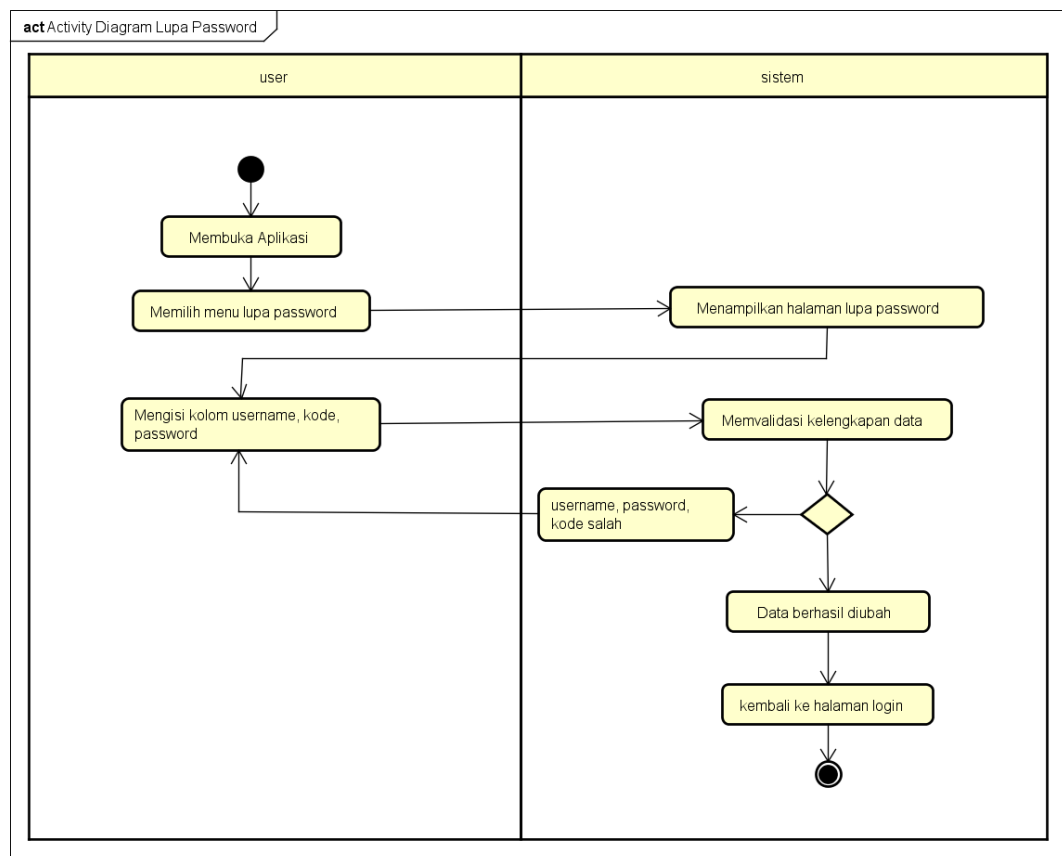 act Activity Diagram Lupa Password
user
sistem
Membuka Aplikasi
Memilih menu lupa password
Menampilkan halaman lupa password
Mengisi kolom username, kode,
password
Memvalidasi kelengkapan data
username, password,
kode salah
Data berhasil diubah
kembali ke halaman login